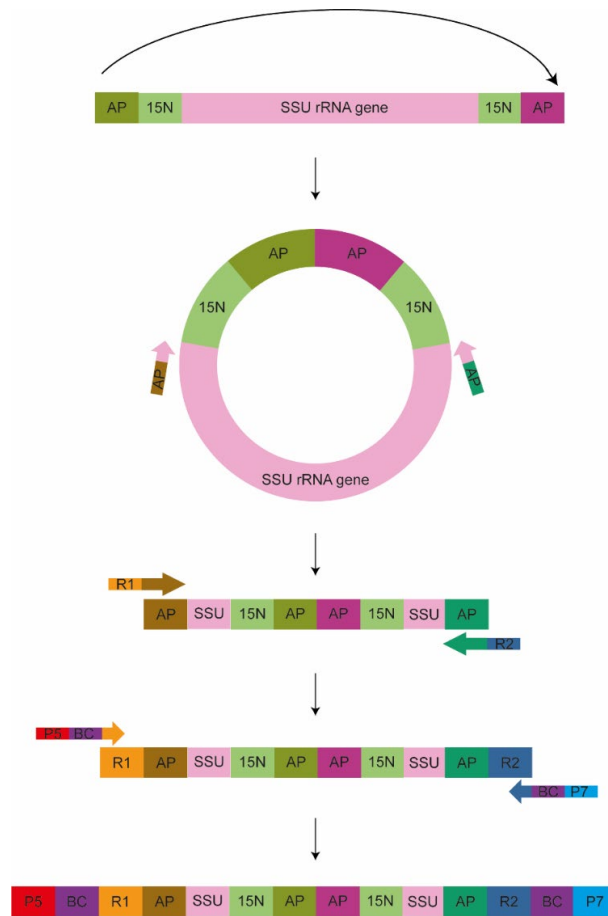 AP 15N SSU rRNA gene 15N AP
AP AP
15N 15N
AP AP
SSU rRNA gene
R1
AP SSU 15N AP AP 15N SSU AP
R2
P5 BC
R1 AP SSU 15N AP AP 15N SSU AP R2
BC P7
P5 BC R1 AP SSU 15N AP AP 15N SSU AP R2 BC P7